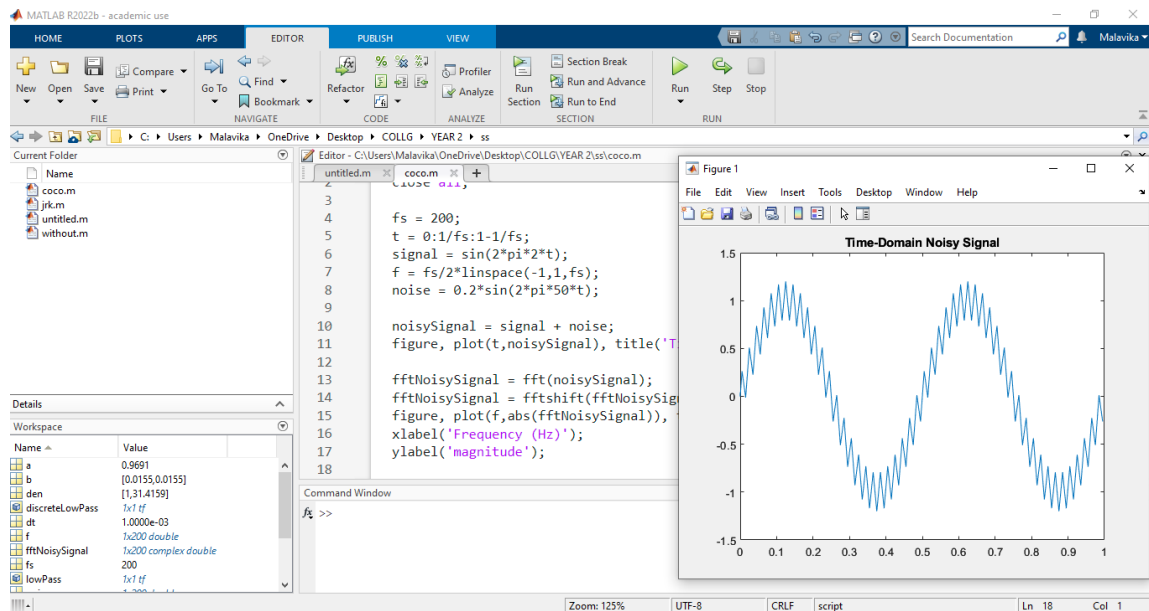 MATLAB R2022b - academic use
HOME PLOTS APPS EDITOR PUBLISH VIEW
Search Documentation
Malavika
New Open Save Compare Print
FILE
Go To Find Bookmark
NAVIGATE
Refactor
CODE
Profiler
Analyze
ANALYZE
Run Section
Section Break
Run and Advance
Run to End
SECTION
Run Step Stop
RUN
C: Users Malavika OneDrive Desktop COLLG YEAR 2 ss
Current Folder
Name
coco.m
jrk.m
untitled.m
without.m
Details
Workspace
Name Value
a 0.9691
b [0.0155,0.0155]
den [1,31.4159]
discreteLowPass 1x1 tf
dt 1.0000e-03
f 1x200 double
fftNoisySignal 1x200 complex double
fs 200
lowPass 1x1 tf
Editor - C:\Users\Malavika\OneDrive\Desktop\COLLG\YEAR 2\ss\coco.m
untitled.m coco.m
2 close all;
3
4 fs = 200;
5 t = 0:1/fs:1-1/fs;
6 signal = sin(2*pi*2*t);
7 f = fs/2*linspace(-1,1,fs);
8 noise = 0.2*sin(2*pi*50*t);
9
10 noisySignal = signal + noise;
11 figure, plot(t,noisySignal), title('T
12
13 fftNoisySignal = fft(noisySignal);
14 fftNoisySignal = fftshift(fftNoisySig
15 figure, plot(f,abs(fftNoisySignal)),
16 xlabel('Frequency (Hz)');
17 ylabel('magnitude');
18
Command Window
fx >>
Figure 1
File Edit View Insert Tools Desktop Window Help
Time-Domain Noisy Signal
1.5
1
0.5
0
-0.5
-1
-1.5
0 0.1 0.2 0.3 0.4 0.5 0.6 0.7 0.8 0.9 1
Zoom: 125% UTF-8 CRLF script Ln 18 Col 1